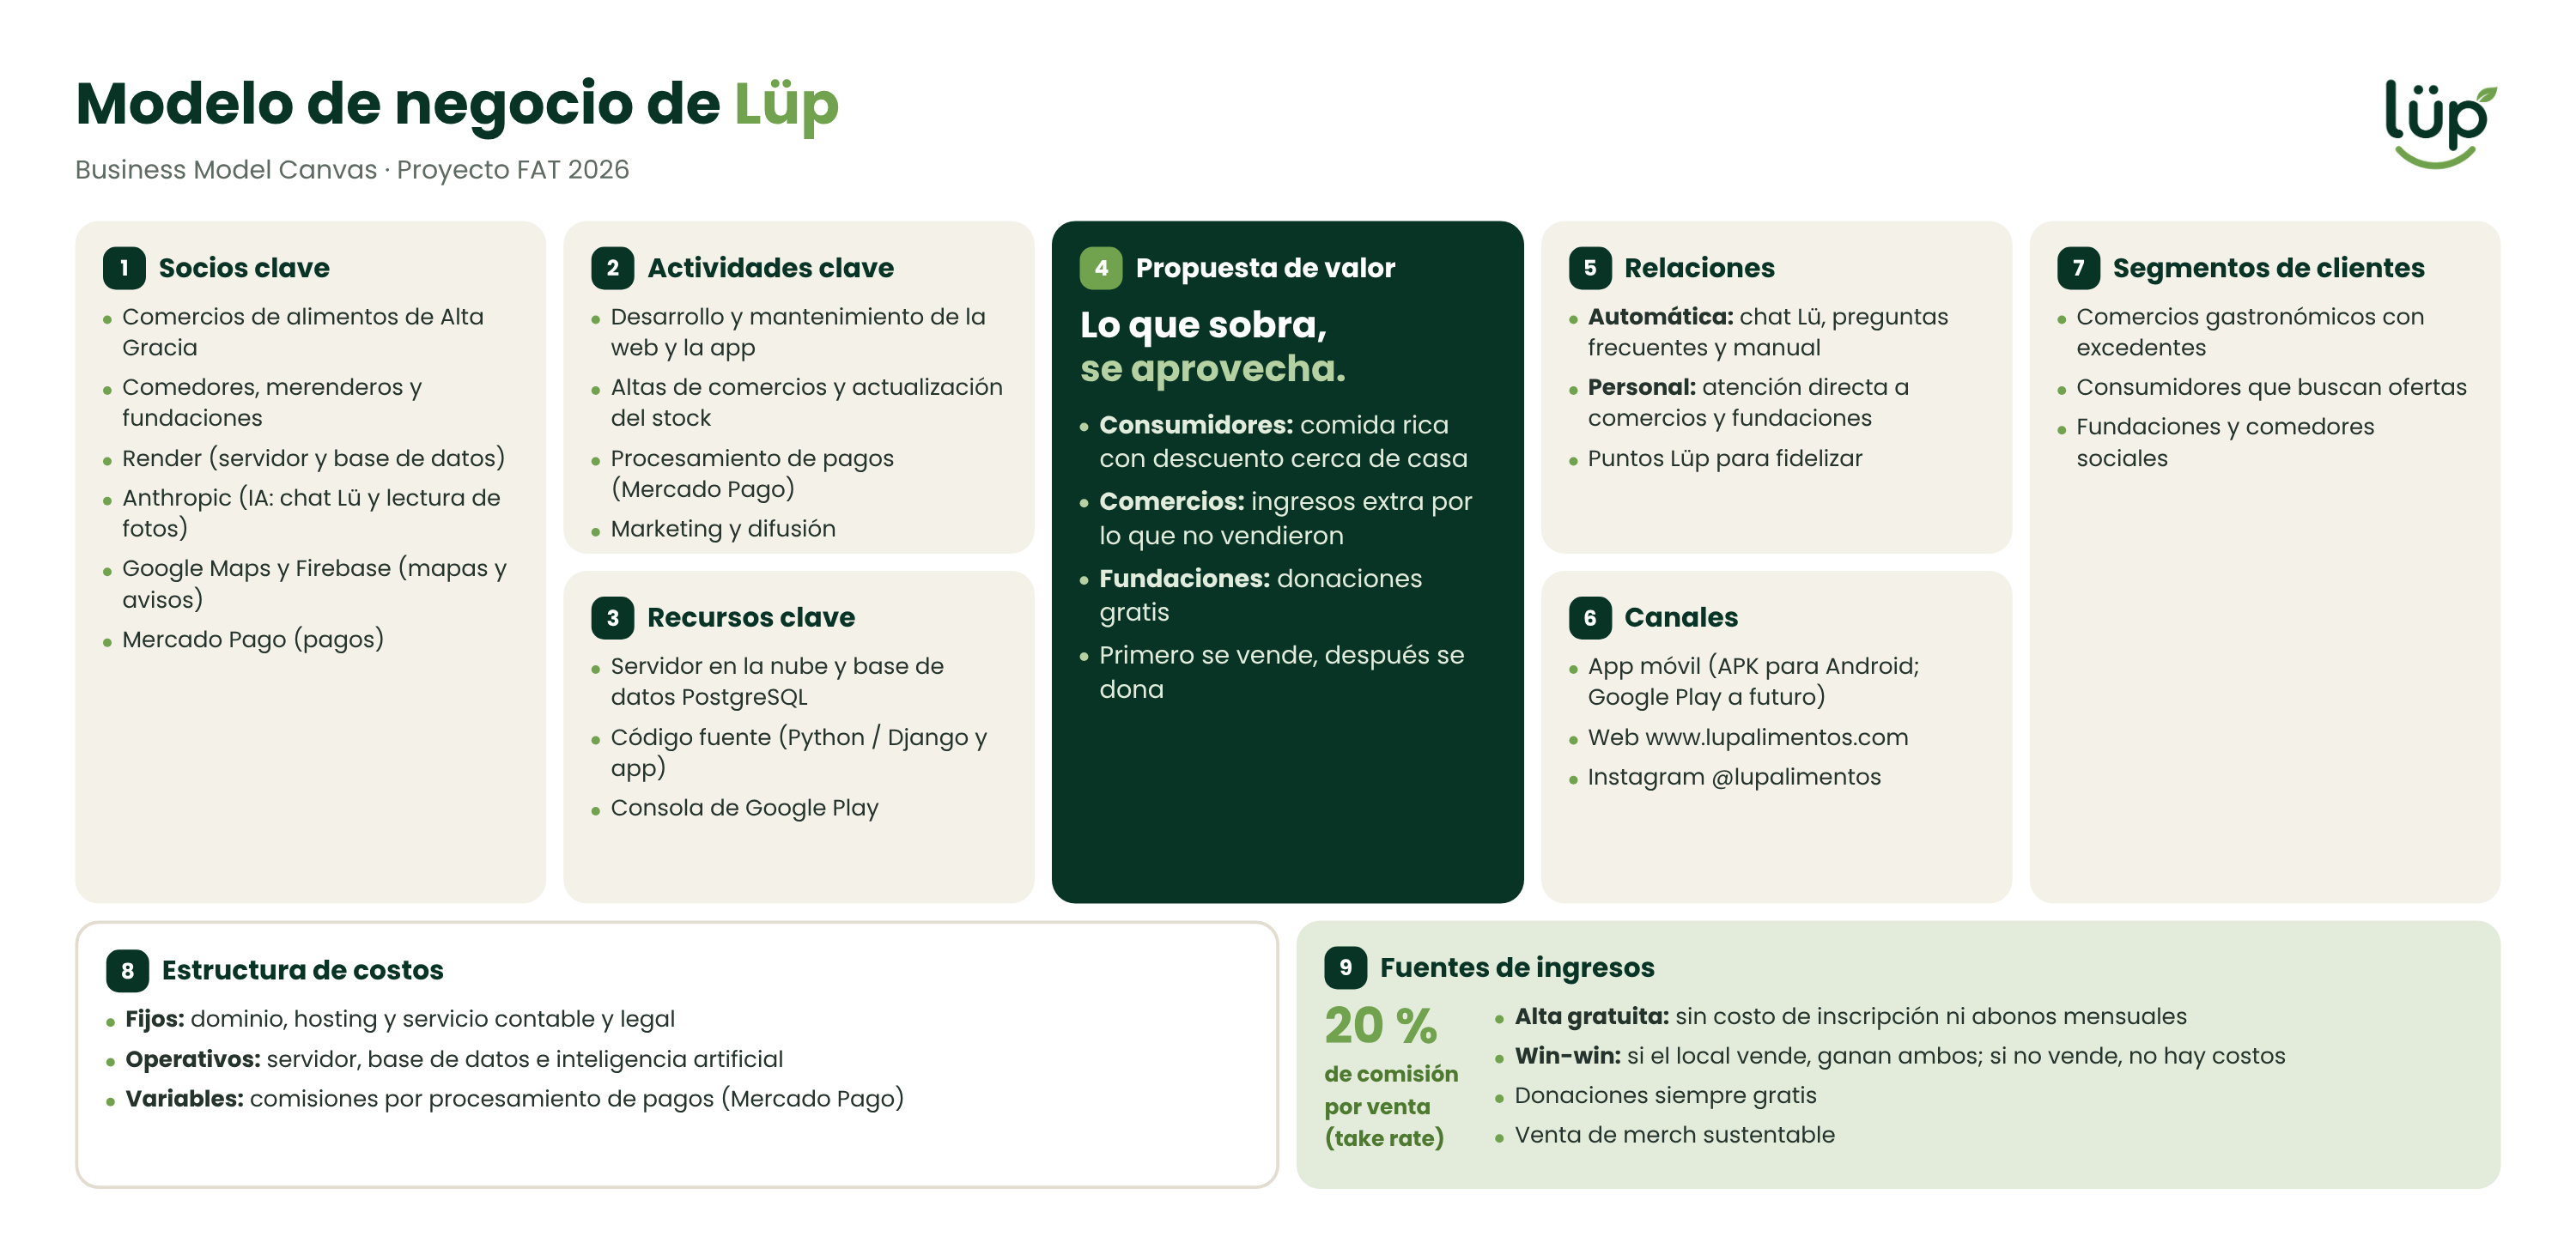 Modelo de negocio de Lüp
lüp
Business Model Canvas · Proyecto FAT 2026
1 Socios clave
Comercios de alimentos de Alta
Gracia
Comedores, merenderos y
fundaciones
Render (servidor y base de datos)
Anthropic (IA: chat Lü y lectura de
fotos)
Google Maps y Firebase (mapas y
avisos)
Mercado Pago (pagos)
2 Actividades clave
Desarrollo y mantenimiento de la
web y la app
Altas de comercios y actualización
del stock
Procesamiento de pagos
(Mercado Pago)
Marketing y difusión
3 Recursos clave
Servidor en la nube y base de
datos PostgreSQL
Código fuente (Python / Django y
app)
Consola de Google Play
4 Propuesta de valor
Lo que sobra,
se aprovecha.
Consumidores: comida rica
con descuento cerca de casa
Comercios: ingresos extra por
lo que no vendieron
Fundaciones: donaciones
gratis
Primero se vende, después se
dona
5 Relaciones
Automática: chat Lü, preguntas
frecuentes y manual
Personal: atención directa a
comercios y fundaciones
Puntos Lüp para fidelizar
6 Canales
App móvil (APK para Android;
Google Play a futuro)
Web www.lupalimentos.com
Instagram @lupalimentos
7 Segmentos de clientes
Comercios gastronómicos con
excedentes
Consumidores que buscan ofertas
Fundaciones y comedores
sociales
8 Estructura de costos
Fijos: dominio, hosting y servicio contable y legal
Operativos: servidor, base de datos e inteligencia artificial
Variables: comisiones por procesamiento de pagos (Mercado Pago)
9 Fuentes de ingresos
20 %
de comisión
por venta
(take rate)
Alta gratuita: sin costo de inscripción ni abonos mensuales
Win-win: si el local vende, ganan ambos; si no vende, no hay costos
Donaciones siempre gratis
Venta de merch sustentable